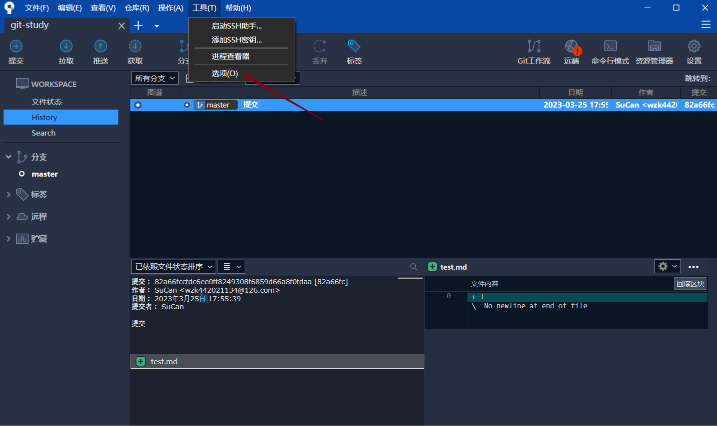 文件(F) 编辑(E) 查看(V) 仓库(R) 操作(A) 工具(T) 帮助(H)
git-study
启动SSH助手...
添加SSH密钥...
进程查看器
选项(O)
提交 拉取 推送 获取 分支 丢弃 标签 Git工作流 远端 命令行模式 资源管理器 设置
所有分支 跳转到:
图谱 描述 日期 作者 提交
master 提交 2023-03-25 17:55 SuCan <wzk442 82a66fc
WORKSPACE
文件状态
History
Search
分支
master
标签
远程
贮藏
已依照文件状态排序
提交: 82a66fccfdc6ee0ff8249308f6859d66a8f0fdaa [82a66fc]
作者: SuCan <wzk442021134@126.com>
日期: 2023年3月25日 17:55:39
提交者: SuCan
提交
test.md
test.md
文件内容 回滚区块
0 + 1
\ No newline at end of file